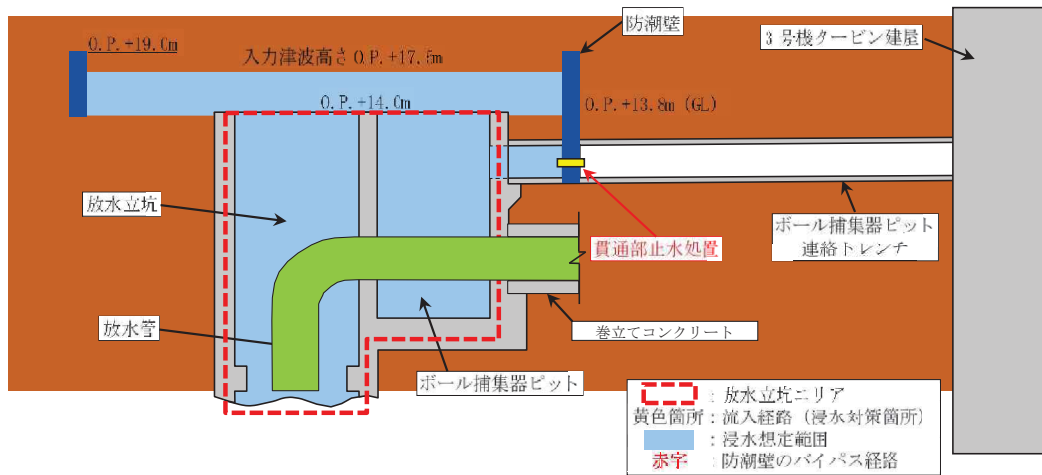 防潮壁
3号機タービン建屋
O.P.+19.0m
入力津波高さO.P.+17.5m
O.P.+14.0m
O.P.+13.8m (GL)
放水立坑
貫通部止水処置
ボール捕集器ピット
連絡トレンチ
放水管
巻立てコンクリート
ボール捕集器ピット
：放水立坑エリア
黄色箇所：流入経路（浸水対策箇所）
：浸水想定範囲
赤字：防潮壁のバイパス経路